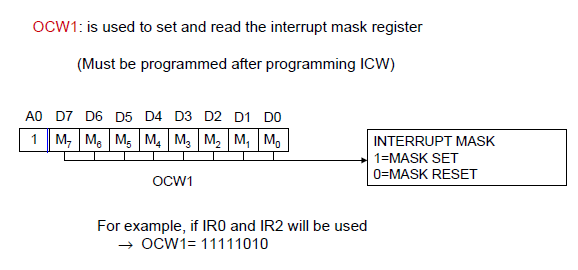 OCW1: is used to set and read the interrupt mask register
(Must be programmed after programming ICW)
A0 D7 D6 D5 D4 D3 D2 D1 D0
1 M₇ M₆ M₅ M₄ M₃ M₂ M₁ M₀
INTERRUPT MASK
1=MASK SET
0=MASK RESET
OCW1
For example, if IR0 and IR2 will be used
→ OCW1= 11111010